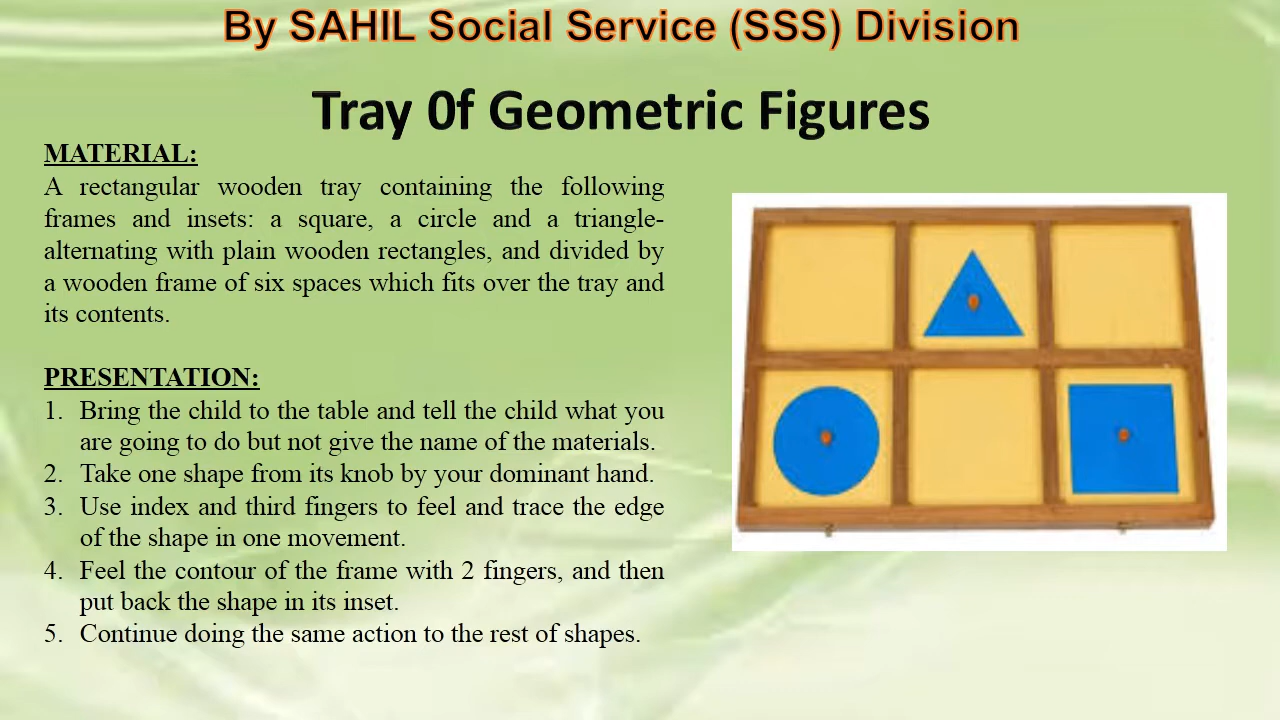 By SAHIL Social Service (SSS) Division
Tray 0f Geometric Figures
MATERIAL:
A rectangular wooden tray containing the following
frames and insets: a square, a circle and a triangle-
alternating with plain wooden rectangles, and divided by
a wooden frame of six spaces which fits over the tray and
its contents.
PRESENTATION:
1. Bring the child to the table and tell the child what you
are going to do but not give the name of the materials.
2. Take one shape from its knob by your dominant hand.
3. Use index and third fingers to feel and trace the edge
of the shape in one movement.
4. Feel the contour of the frame with 2 fingers, and then
put back the shape in its inset.
5. Continue doing the same action to the rest of shapes.